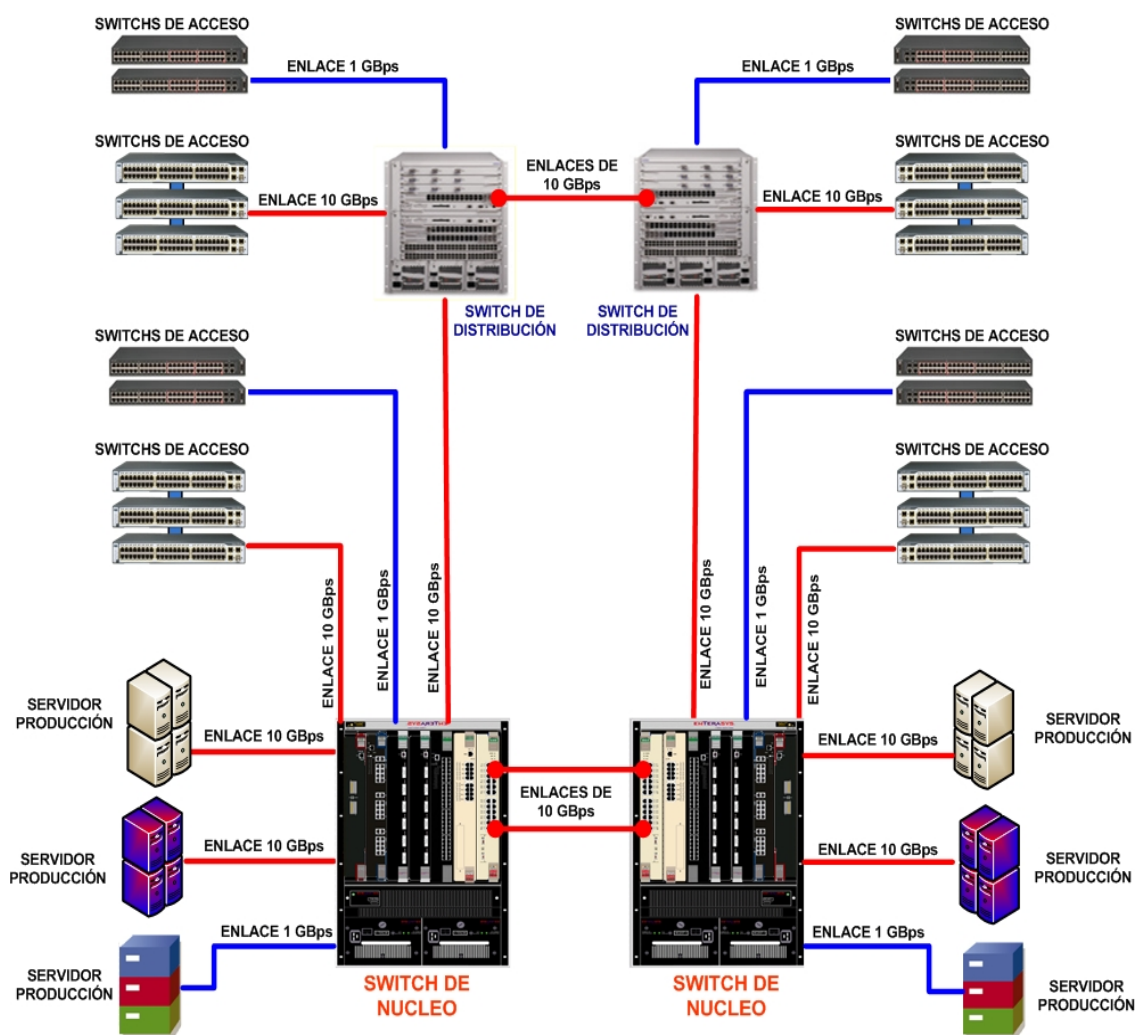 SWITCHS DE ACCESO
SWITCHS DE ACCESO
ENLACE 1 GBps
ENLACE 1 GBps
SWITCHS DE ACCESO
SWITCHS DE ACCESO
ENLACES DE
10 GBps
ENLACE 10 GBps
ENLACE 10 GBps
SWITCH DE
DISTRIBUCIÓN
SWITCH DE
DISTRIBUCIÓN
SWITCHS DE ACCESO
SWITCHS DE ACCESO
SWITCHS DE ACCESO
SWITCHS DE ACCESO
ENLACE 10 GBps
ENLACE 1 GBps
ENLACE 10 GBps
ENLACE 10 GBps
ENLACE 1 GBps
ENLACE 10 GBps
SERVIDOR
PRODUCCIÓN
ENLACE 10 GBps
ENTERASYS
ENLACE 10 GBps
SERVIDOR
PRODUCCIÓN
ENLACES DE
10 GBps
SERVIDOR
PRODUCCIÓN
ENLACE 10 GBps
ENLACE 10 GBps
SERVIDOR
PRODUCCIÓN
ENLACE 1 GBps
ENLACE 1 GBps
SERVIDOR
PRODUCCIÓN
SERVIDOR
PRODUCCIÓN
SWITCH DE
NUCLEO
SWITCH DE
NUCLEO